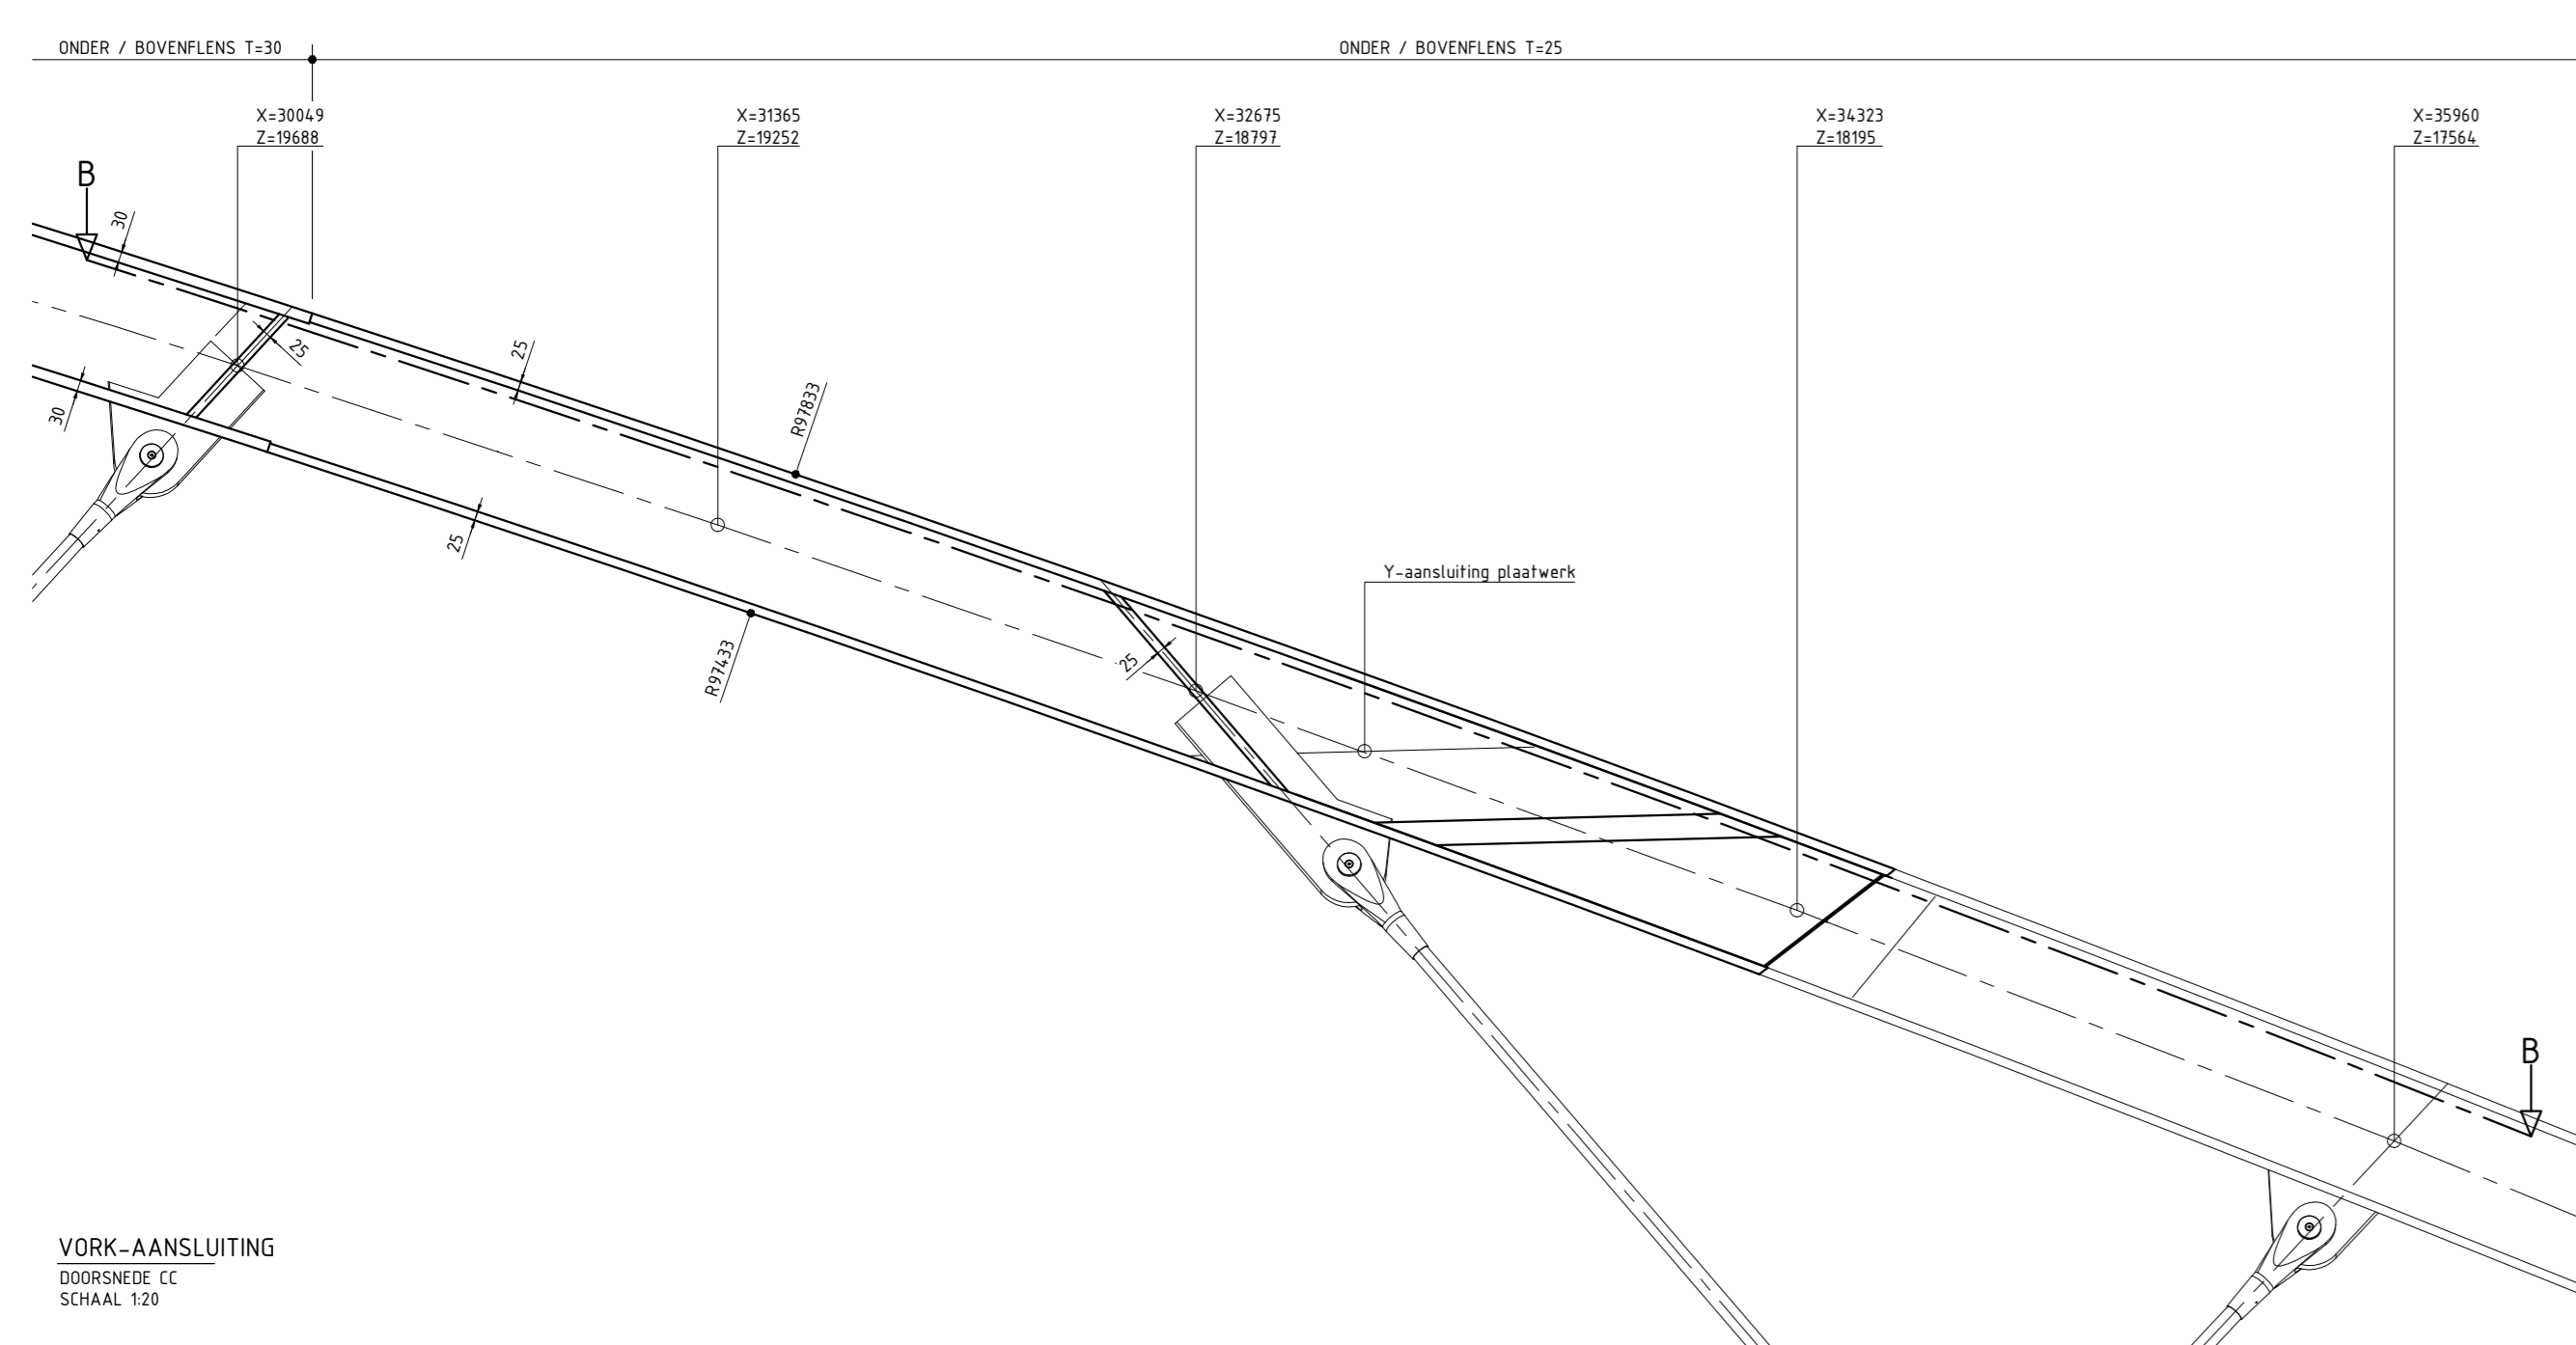 ONDER / BOVENFLENS T=30
ONDER / BOVENFLENS T=25
X=30049
Z=19688
X=31365
Z=19252
X=32675
Z=18797
X=34323
Z=18195
X=35960
Z=17564
B
30
25
25
R97833
30
25
Y-aansluiting plaatwerk
R97433
25
B
VORK-AANSLUITING
DOORSNEDE CC
SCHAAL 1:20